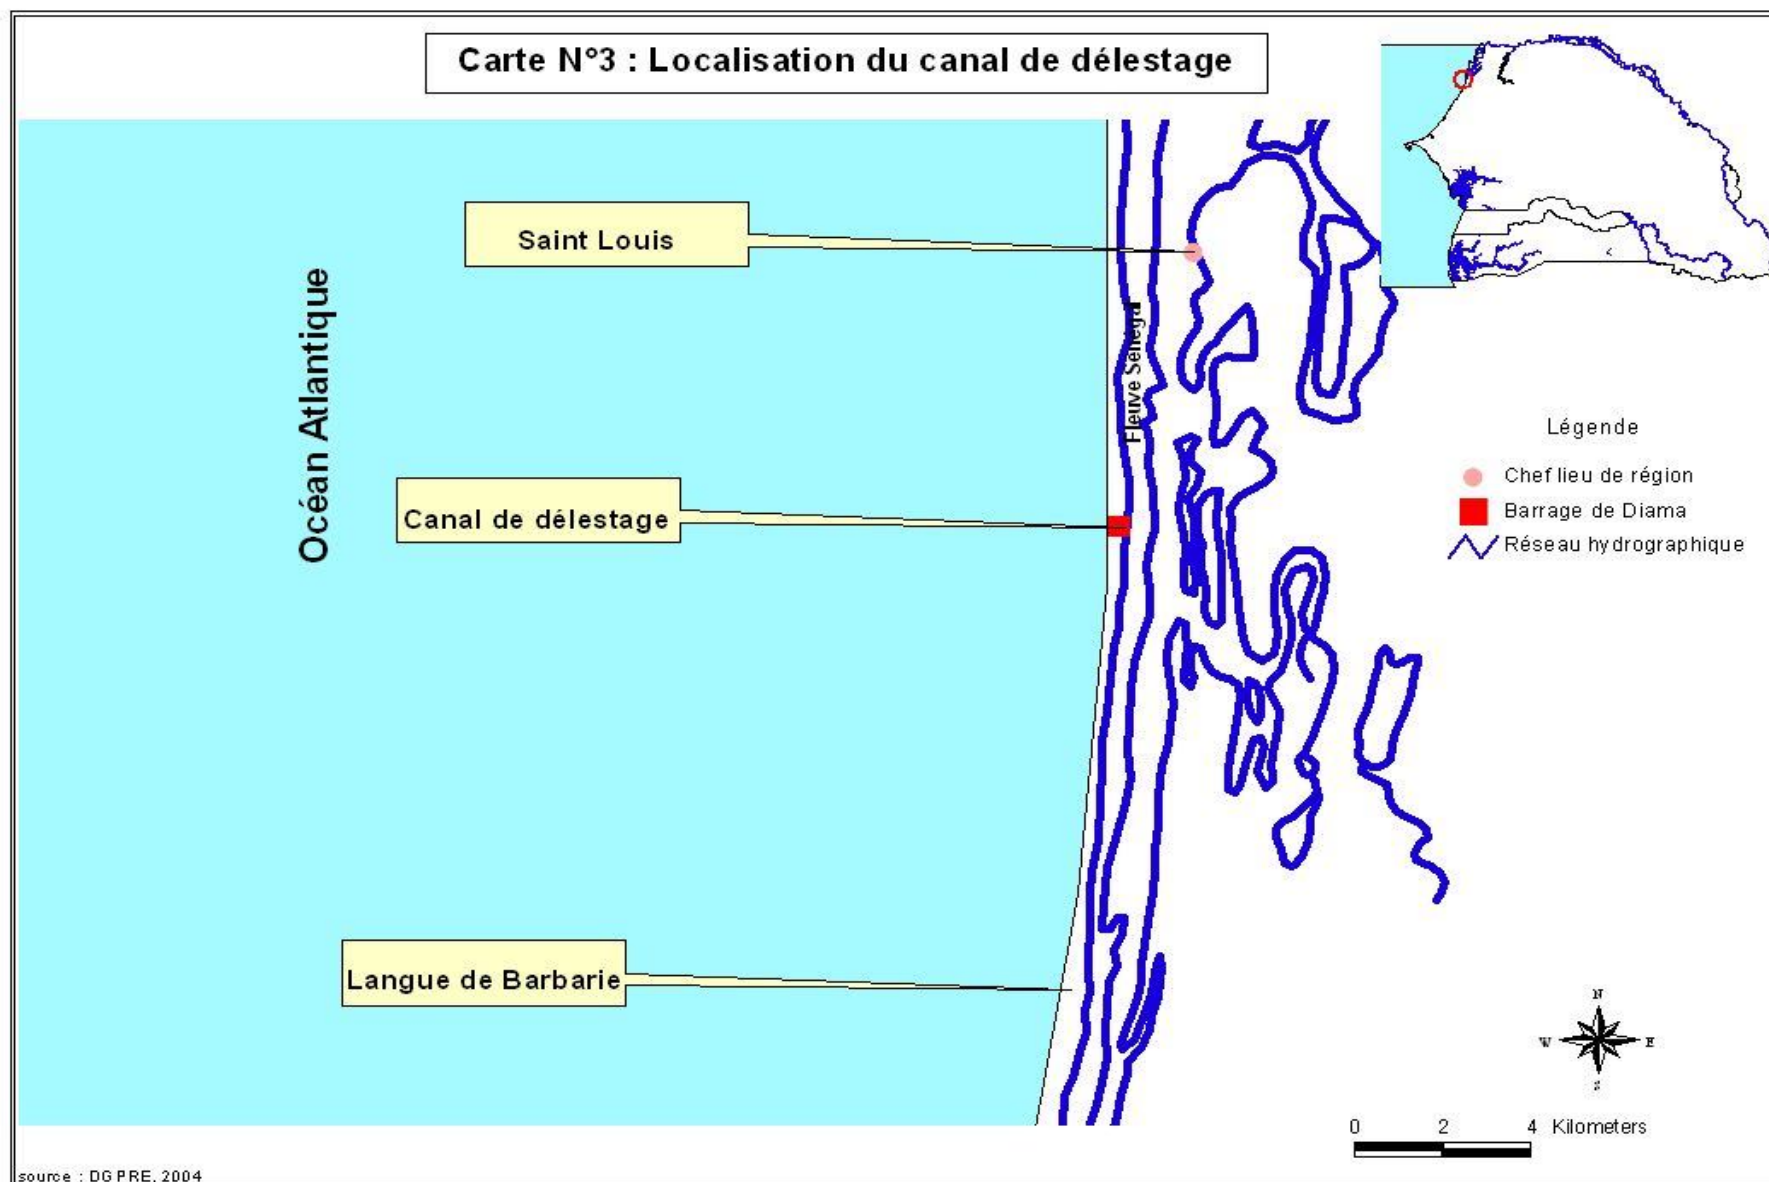 Carte N°3 : Localisation du canal de délestage
Saint Louis
Océan Atlantique
Fleuve Sénégal
Canal de délestage
Langue de Barbarie
Légende
Chef lieu de région
Barrage de Diama
Réseau hydrographique
N
W E
S
0 2 4 Kilometers
source : DGPRE, 2004